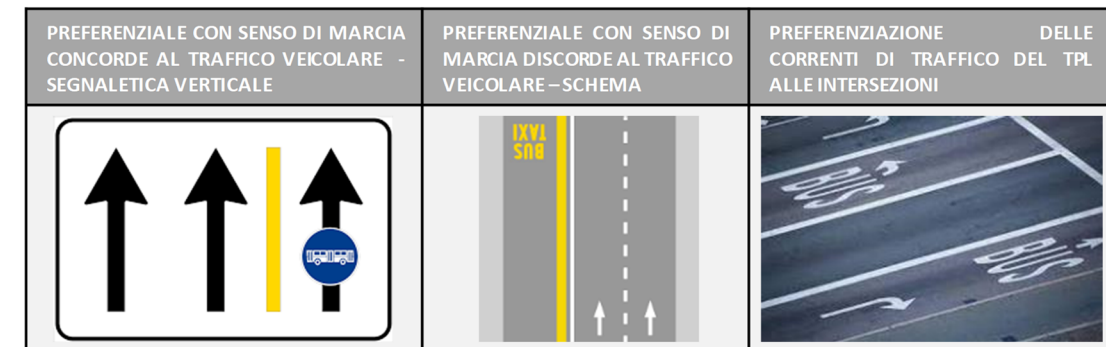 PREFERENZIALE CON SENSO DI MARCIA
CONCORDE AL TRAFFICO VEICOLARE -
SEGNALETICA VERTICALE
PREFERENZIALE CON SENSO DI
MARCIA DISCORDE AL TRAFFICO
VEICOLARE – SCHEMA
PREFERENZIAZIONE DELLE
CORRENTI DI TRAFFICO DEL TPL
ALLE INTERSEZIONI
BUS
TAXI
BUS
BUS